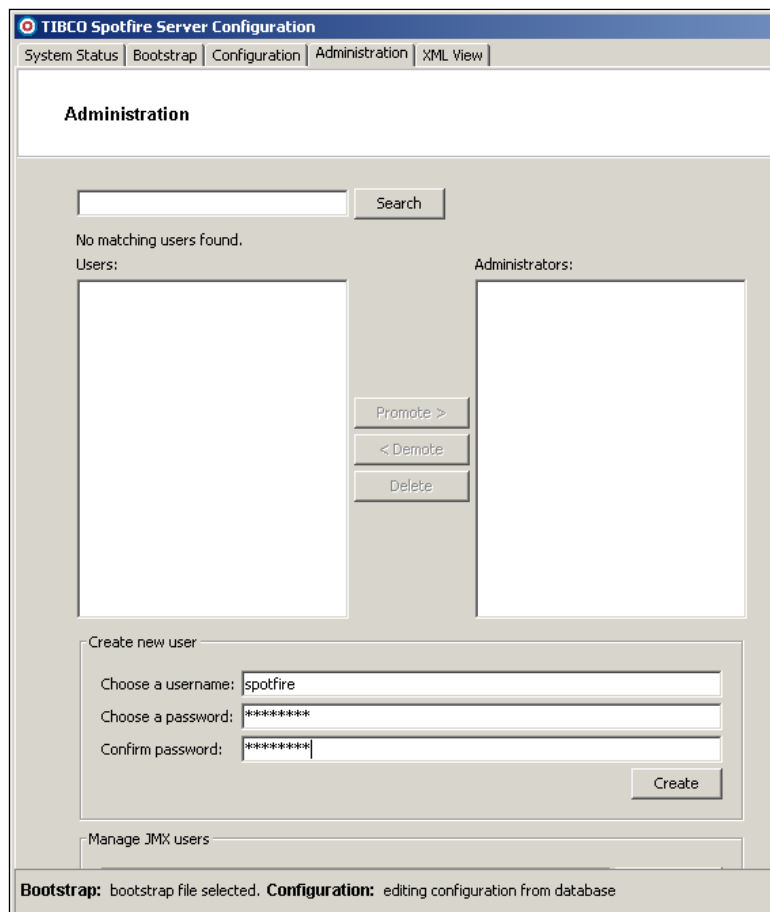 TIBCO Spotfire Server Configuration
System Status Bootstrap Configuration Administration XML View
Administration
Search
No matching users found.
Users: Administrators:
Promote >
< Demote
Delete
Create new user
Choose a username: spotfire
Choose a password: ********
Confirm password: ********
Create
Manage JMX users
Bootstrap: bootstrap file selected. Configuration: editing configuration from database